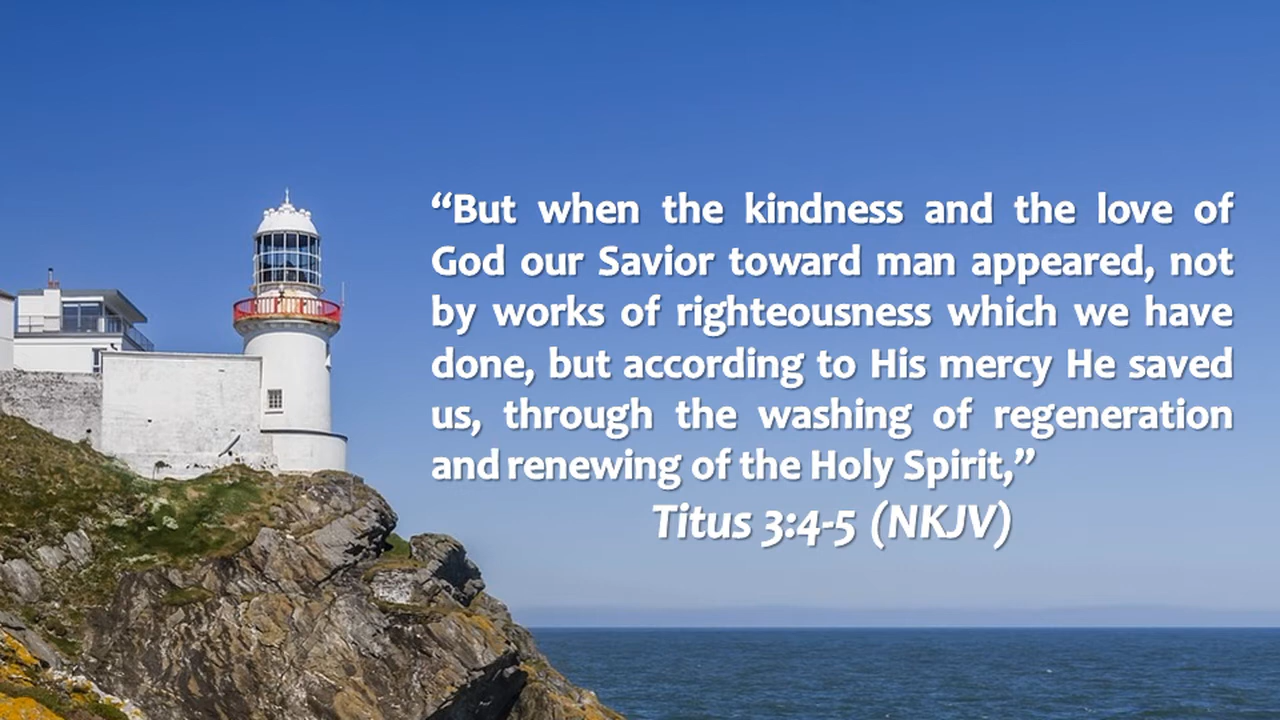 “But when the kindness and the love of
God our Savior toward man appeared, not
by works of righteousness which we have
done, but according to His mercy He saved
us, through the washing of regeneration
and renewing of the Holy Spirit,”
Titus 3:4-5 (NKJV)